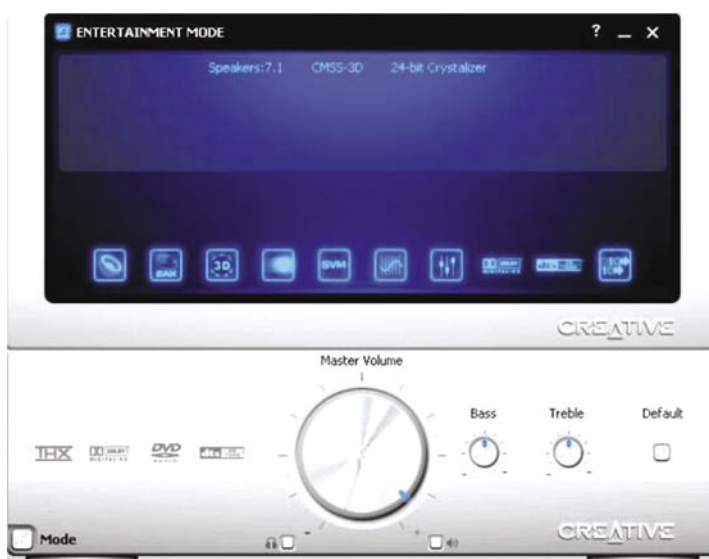 ENTERTAINMENT MODE ? _ X
Speakers:7.1 CMSS-3D 24-bit Crystalizer
EAX 3D SVM
CREATIVE
Master Volume
Bass Treble Default
THX DVD
Mode
CREATIVE